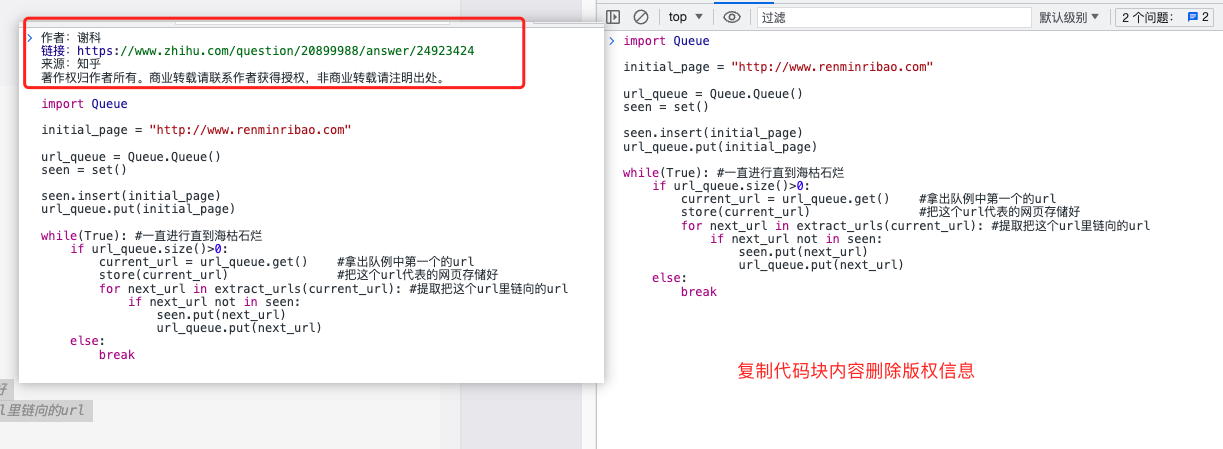 作者: 谢科
链接: https://www.zhihu.com/question/20899988/answer/24923424
来源: 知乎
著作权归作者所有。商业转载请联系作者获得授权, 非商业转载请注明出处。
import Queue
initial_page = "http://www.renminribao.com"
url_queue = Queue.Queue()
seen = set()
seen.insert(initial_page)
url_queue.put(initial_page)
while(True): #一直进行直到海枯石烂
    if url_queue.size()>0:
        current_url = url_queue.get()    #拿出队例中第一个的url
        store(current_url)               #把这个url代表的网页存储好
        for next_url in extract_urls(current_url): #提取把这个url里链向的url
            if next_url not in seen:
                seen.put(next_url)
                url_queue.put(next_url)
    else:
        break
好
l里链向的url
top
过滤
默认级别
2 个问题:
2
import Queue
initial_page = "http://www.renminribao.com"
url_queue = Queue.Queue()
seen = set()
seen.insert(initial_page)
url_queue.put(initial_page)
while(True): #一直进行直到海枯石烂
    if url_queue.size()>0:
        current_url = url_queue.get()    #拿出队例中第一个的url
        store(current_url)               #把这个url代表的网页存储好
        for next_url in extract_urls(current_url): #提取把这个url里链向的url
            if next_url not in seen:
                seen.put(next_url)
                url_queue.put(next_url)
    else:
        break
复制代码块内容删除版权信息